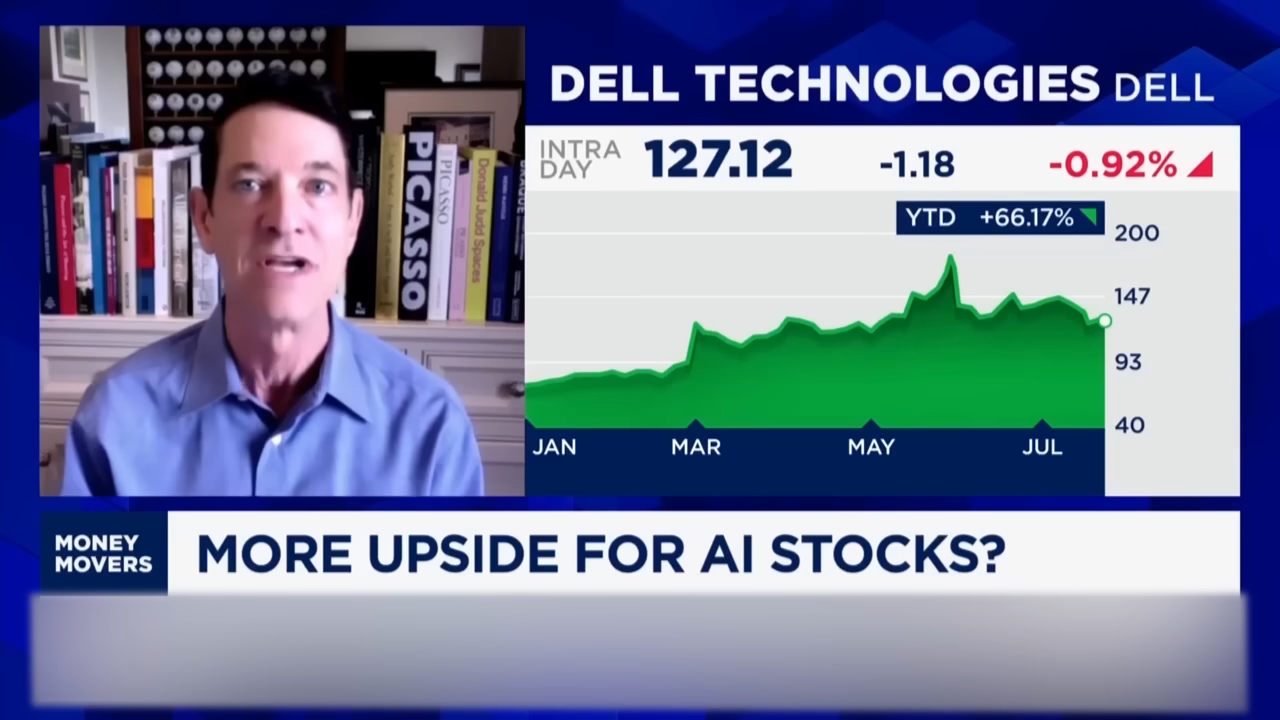 DELL TECHNOLOGIES DELL
INTRA
DAY
127.12 -1.18 -0.92%
YTD +66.17%
200
147
93
40
JAN MAR MAY JUL
PICASSO
PICASSO
Donald Judd Spaces
MONEY
MOVERS
MORE UPSIDE FOR AI STOCKS?